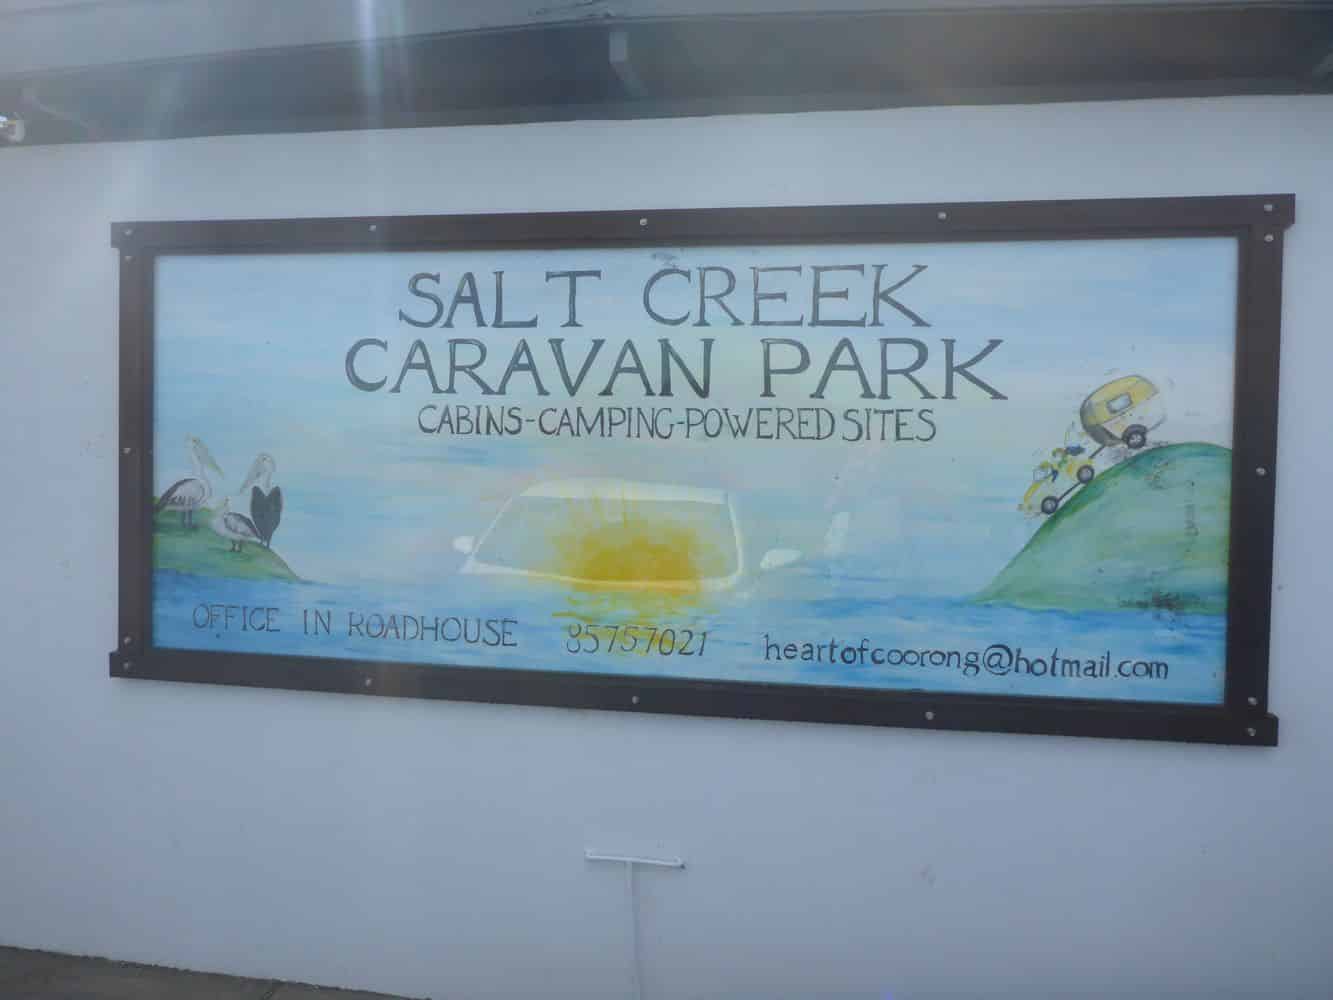 SALT CREEK
CARAVAN PARK
CABINS-CAMPING-POWERED SITES
OFFICE IN ROADHOUSE 85757021 heartofcoorong@hotmail.com